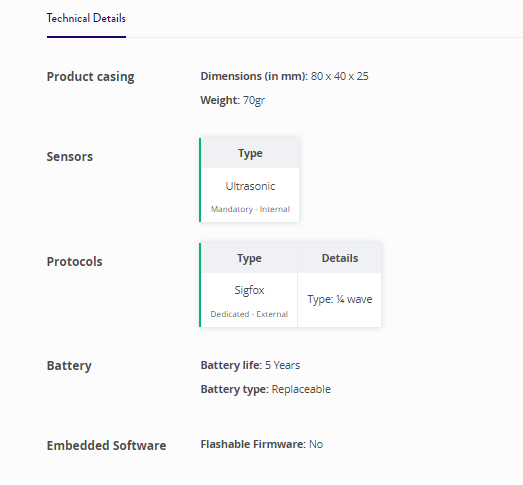 Technical Details
Product casing
Dimensions (in mm): 80 x 40 x 25
Weight: 70gr
Sensors
Type
Ultrasonic
Mandatory - Internal
Protocols
Type Details
Sigfox
Type: ¼ wave
Dedicated - External
Battery
Battery life: 5 Years
Battery type: Replaceable
Embedded Software
Flashable Firmware: No